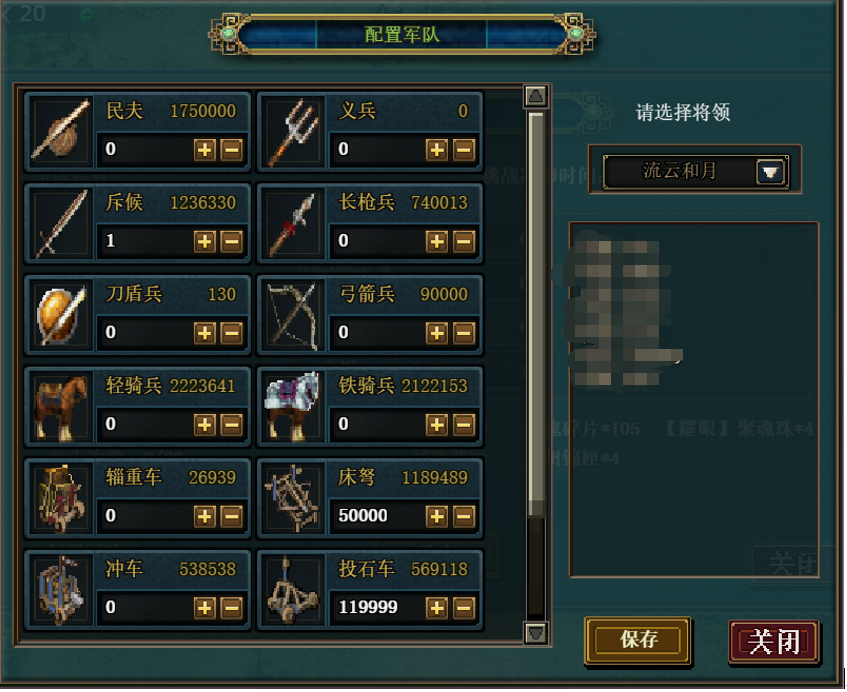 20
配置军队
民夫 1750000
0
义兵 0
0
请选择将领
流云和月
斥候 1236330
1
长枪兵 740013
0
刀盾兵 130
0
弓箭兵 90000
0
轻骑兵 2223641
0
铁骑兵 2122153
0
碎片*105 【耀眼】聚魂珠*4
锦匣*4
辎重车 26939
0
床弩 1189489
50000
冲车 538538
0
投石车 569118
119999
关闭
保存
关闭